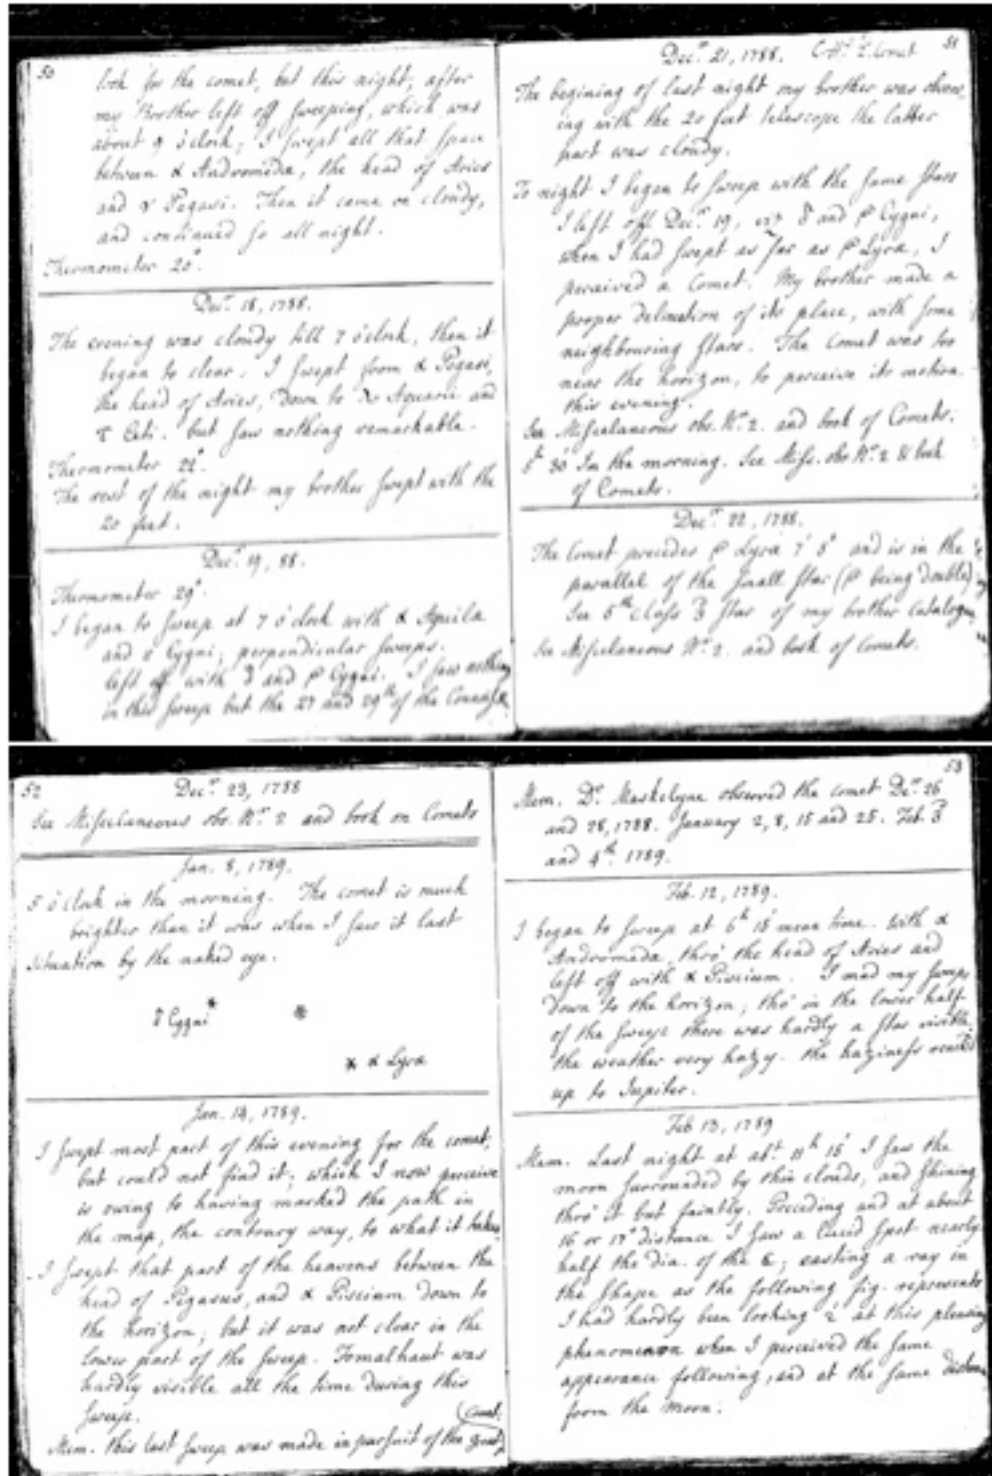 50
look for the comet, but this night, after
my Brother left off sweeping, which was
about 9 o'clock; I swept all that space
between α Andromeda, the head of Aries
and γ Pegasi. Then it came on cloudy,
and continued so all night.
Thermometer 20°.
Decr. 18, 1788.
The evening was cloudy till 7 o'clock, then it
began to clear. I swept from α Pegasi,
the head of Aries, down to Aquarii and
Ceti. but saw nothing remarkable.
Thermometer 22°.
The rest of the night my brother swept with the
20 feet.
Decr. 19, 88.
Thermometer 29°.
I began to sweep at 7 o'clock with α Aquila
and Cygni; perpendicular sweeps.
left off with δ and β Cygni. I saw nothing
in this sweep but the 27 and 29th of the
51
Decr. 21, 1788. Comet
The begining of last night my brother was observ-
ing with the 20 feet telescope the latter
part was cloudy.
To night I began to sweep with the same stars
I left off Decr. 19, δ and β Cygni,
when I had swept as far as β Lyra, I
perceived a Comet. My brother made a
proper delination of its place, with some
neighbouring stars. The Comet was too
near the horizon, to perceive its motion
this evening.
See Miscelaneous obs. No. 2. and book of Comets.
30' In the morning. See Miss. obs No. 2 & book
of Comets.
Decr. 22, 1788.
The Comet precedes β Lyra 7' 5" and is in the
parallel of the small star (β being double)
See 5th class 3 star of my brother Catalogue
See Miscelaneous No. 2. and book of Comets.
52
Decr. 23, 1788
See Miscelaneous obs. No. 2 and book on Comets
Jan. 8, 1789.
5 o'clock in the morning. The comet is much
brighter than it was when I saw it last
situation by the naked eye.
δ Cygni
α Lyra
Jan. 14, 1789.
I swept most part of this evening for the comet,
but could not find it; which I now perceive
is owing to having marked the path in
the map, the contrary way, to what it takes
I swept that part of the heavens between the
head of Pegasus, and α Piscium down to
the horizon; but it was not clear in the
lower part of the sweep. Fomalhaut was
hardly visible all the time during this
sweep.
Mem. this last sweep was made in pursuit of the great
Comet.
53
Mem. Dr. Maskelyne observed the comet Decr. 26
and 28, 1788. January 2, 8, 15 and 25. Feb. 3
and 4th. 1789.
Feb. 12, 1789.
I began to sweep at 6h 15' mean time. with α
Andromeda, thro' the head of Aries and
left off with α Piscium. I mad my sweeps
down to the horizon; tho' in the lower half
of the sweep there was hardly a star visible
the weather very hazy. the haziness reached
up to Jupiter.
Feb 13, 1789
Mem. Last night at abt. 11h 15' I saw the
moon surrounded by thin clouds, and shining
thro' it but faintly. Preceding and at about
16 or 17° distance I saw a lucid spot nearly
half the dia. of the ☾; casting a ray in
the shape as the following fig. represents
I had hardly been looking 2' at this pleasing
phenomenon when I perceived the same
appearance following, and at the same distance
from the Moon.